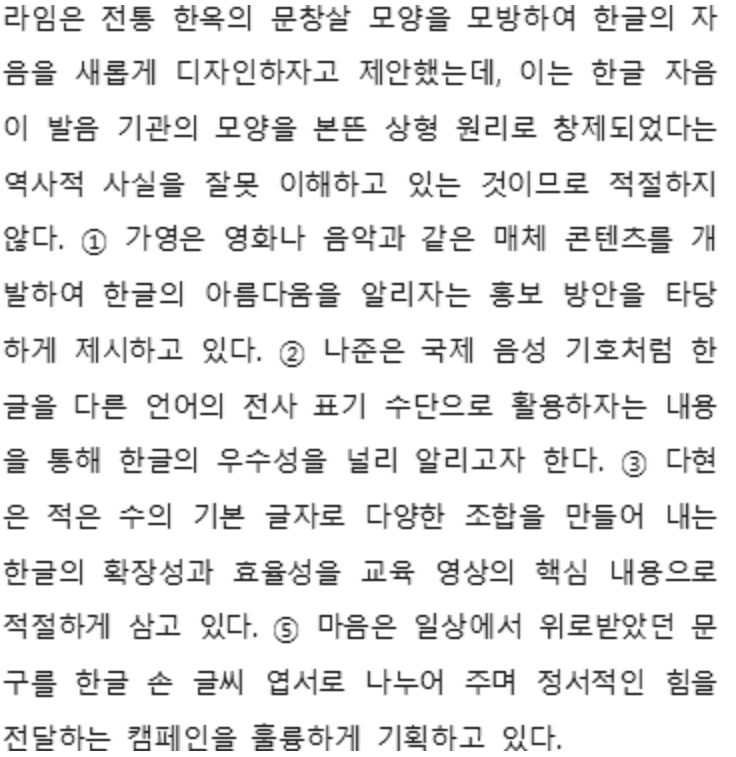 라임은 전통 한옥의 문창살 모양을 모방하여 한글의 자
음을 새롭게 디자인하자고 제안했는데, 이는 한글 자음
이 발음 기관의 모양을 본뜬 상형 원리로 창제되었다는
역사적 사실을 잘못 이해하고 있는 것이므로 적절하지
않다. ① 가영은 영화나 음악과 같은 매체 콘텐츠를 개
발하여 한글의 아름다움을 알리자는 홍보 방안을 타당
하게 제시하고 있다. ② 나준은 국제 음성 기호처럼 한
글을 다른 언어의 전사 표기 수단으로 활용하자는 내용
을 통해 한글의 우수성을 널리 알리고자 한다. ③ 다현
은 적은 수의 기본 글자로 다양한 조합을 만들어 내는
한글의 확장성과 효율성을 교육 영상의 핵심 내용으로
적절하게 삼고 있다. ⑤ 마음은 일상에서 위로받았던 문
구를 한글 손 글씨 엽서로 나누어 주며 정서적인 힘을
전달하는 캠페인을 훌륭하게 기획하고 있다.